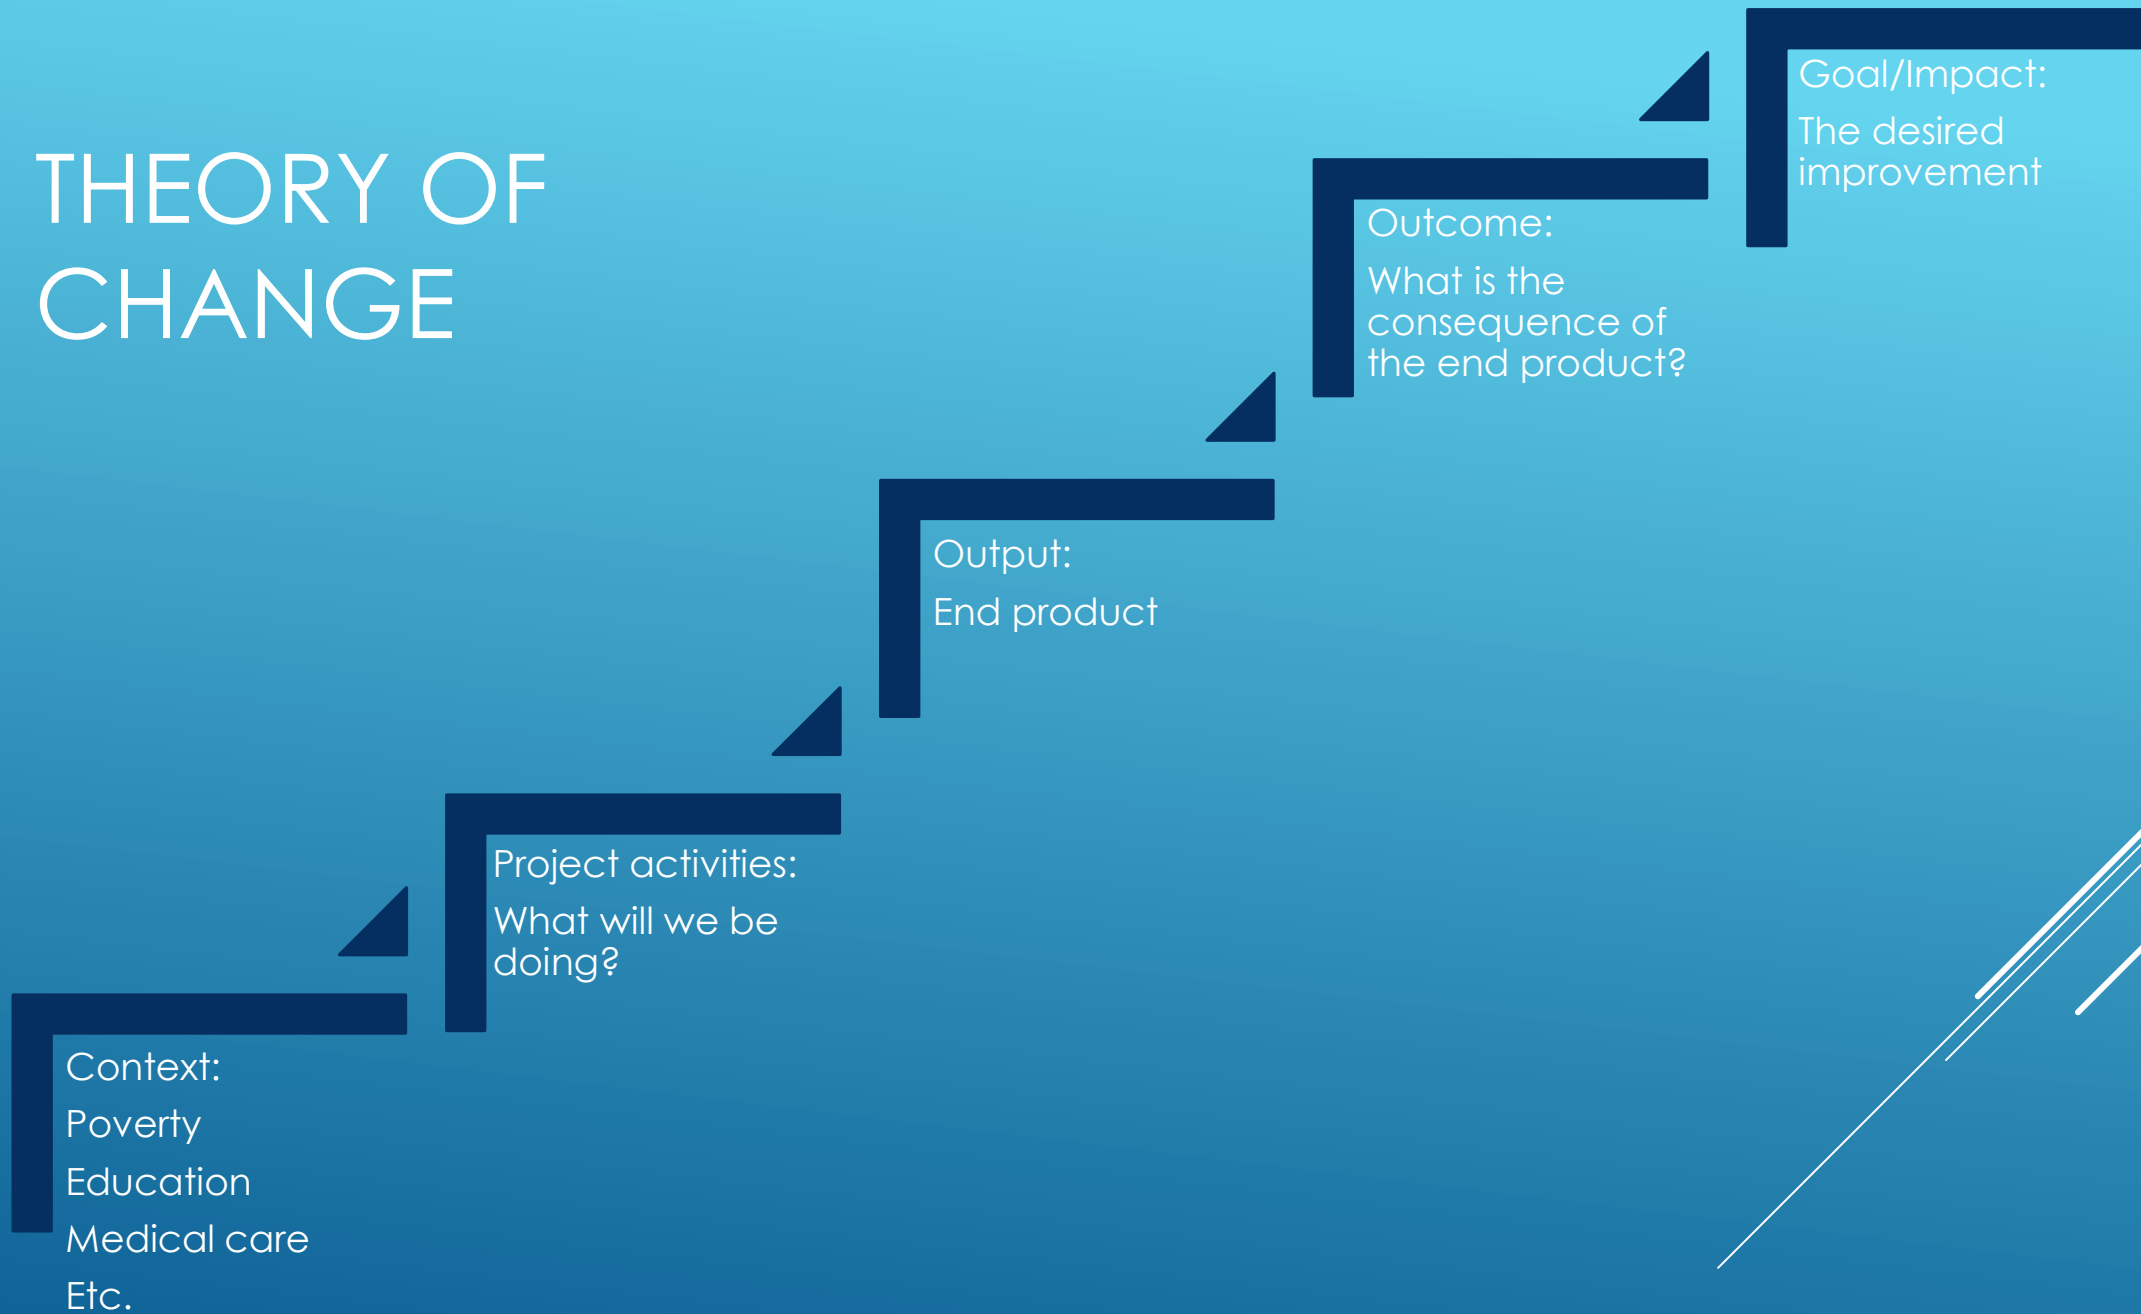 THEORY OF
CHANGE
Context:
Poverty
Education
Medical care
Etc.
Project activities:
What will we be
doing?
Output:
End product
Outcome:
What is the
consequence of
the end product?
Goal/Impact:
The desired
improvement